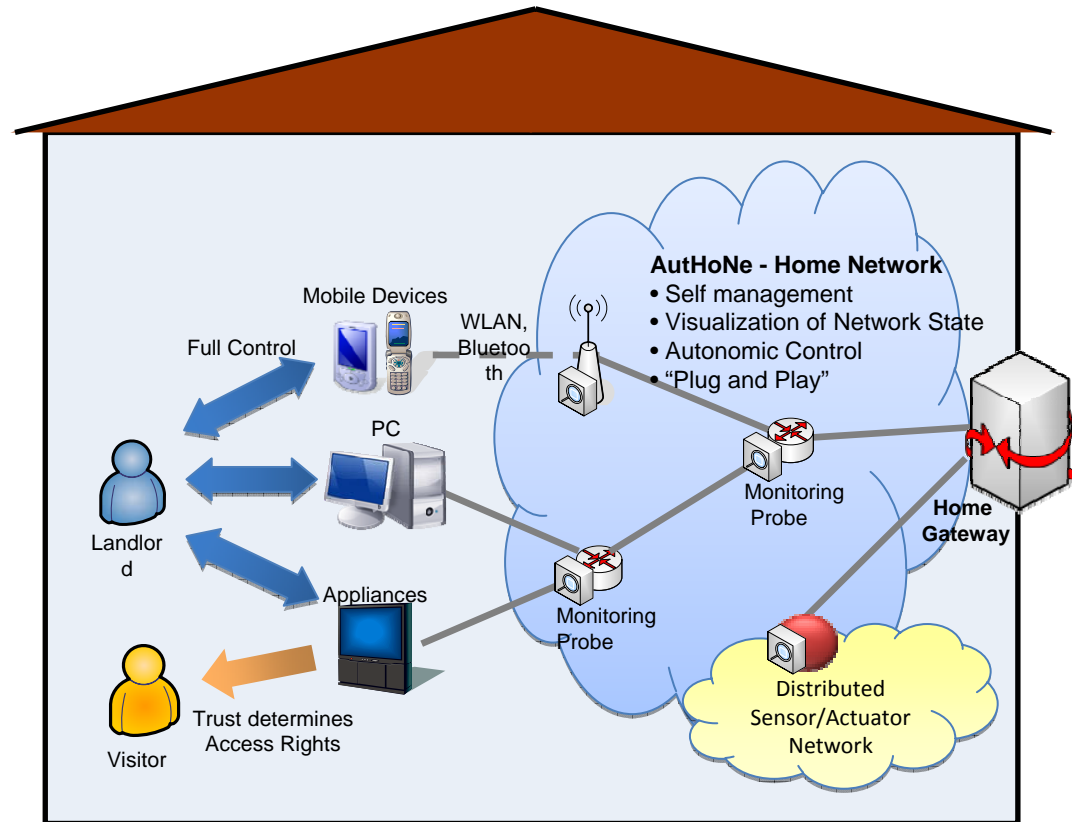 AutHoNe - Home Network
• Self management
• Visualization of Network State
• Autonomic Control
• “Plug and Play”
Mobile Devices
WLAN,
Bluetoo
th
Full Control
PC
Landlor
d
Monitoring
Probe
Home
Gateway
Appliances
Monitoring
Probe
Visitor
Trust determines
Access Rights
Distributed
Sensor/Actuator
Network